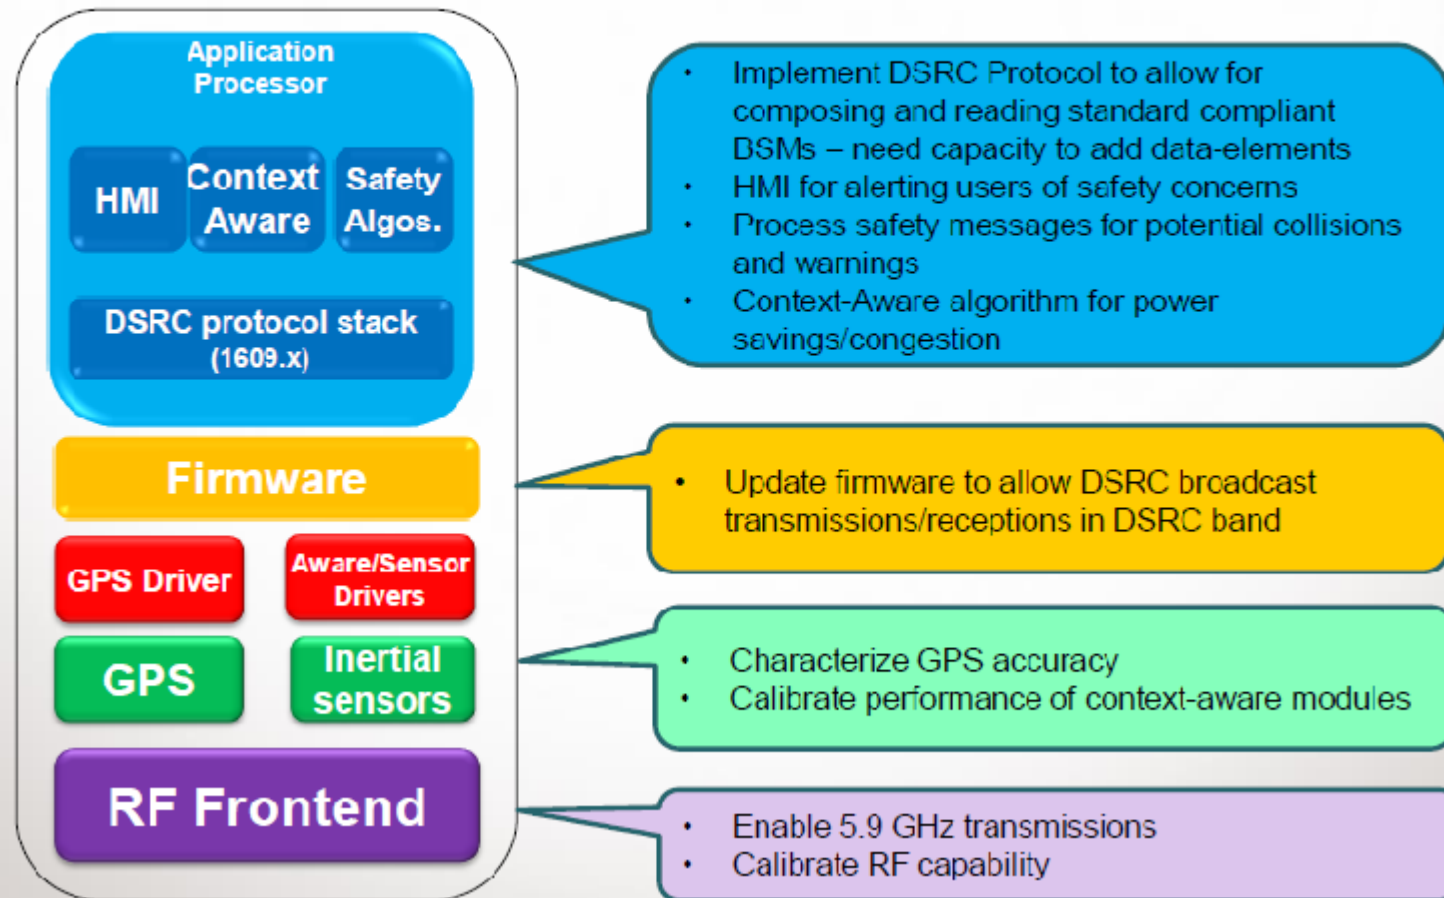 Application
Processor
HMI
Context
Aware
Safety
Algos.
DSRC protocol stack
(1609.x)
Firmware
GPS Driver
Aware/Sensor
Drivers
GPS
Inertial
sensors
RF Frontend
• Implement DSRC Protocol to allow for
composing and reading standard compliant
BSMs – need capacity to add data-elements
• HMI for alerting users of safety concerns
• Process safety messages for potential collisions
and warnings
• Context-Aware algorithm for power
savings/congestion
• Update firmware to allow DSRC broadcast
transmissions/receptions in DSRC band
• Characterize GPS accuracy
• Calibrate performance of context-aware modules
• Enable 5.9 GHz transmissions
• Calibrate RF capability